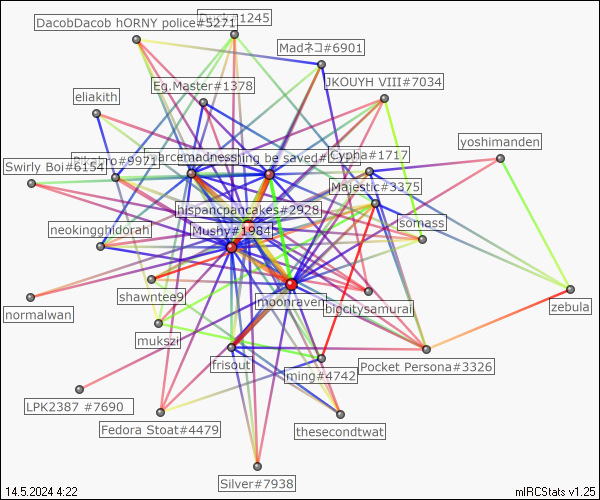 DacobDacob hORNY police#5271
1245
Madネコ#6901
Eg.Master#1378
JKOUYH VIII#7034
eliakith
yoshimanden
arcemadness
hing be saved#
Cypha#1717
#9971
Swirly Boi#6154
Majestic#3375
hispancpancakes#2928
somass
neokingghidorah
Mushy#1984
shawntee9
moonraven
bigcitysamurai
zebula
normalwan
mukszi
frisout
ming#4742
Pocket Persona#3326
LPK2387 #7690
Fedora Stoat#4479
thesecondtwat
Silver#7938
14.5.2024 4:22
mIRCStats v1.25